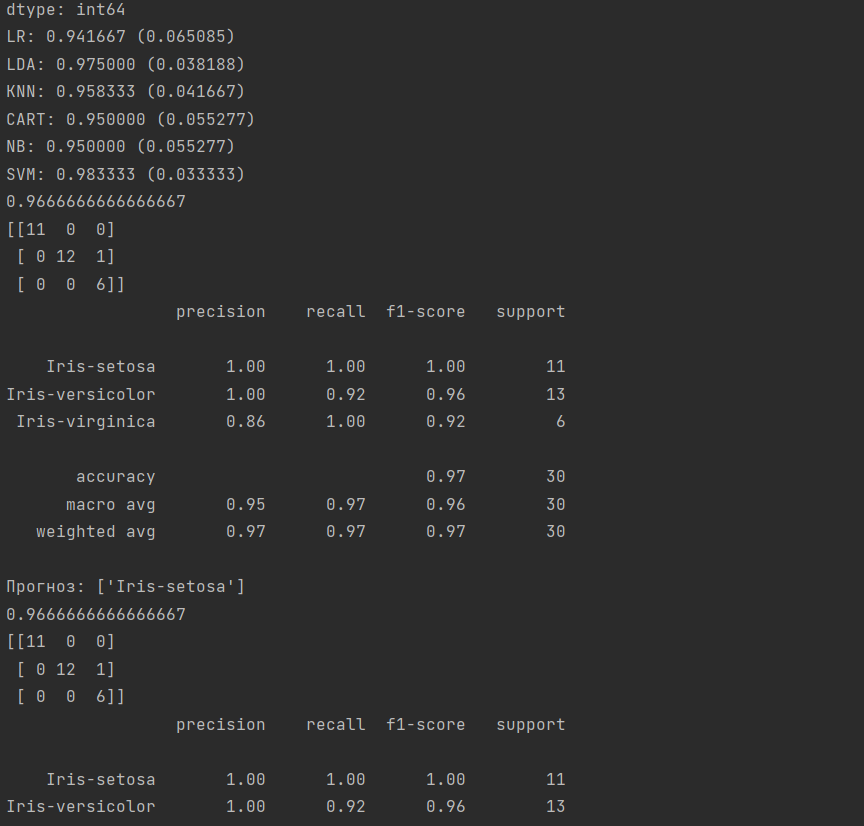 dtype: int64
LR: 0.941667 (0.065085)
LDA: 0.975000 (0.038188)
KNN: 0.958333 (0.041667)
CART: 0.950000 (0.055277)
NB: 0.950000 (0.055277)
SVM: 0.983333 (0.033333)
0.9666666666666667
[[11  0  0]
 [ 0 12  1]
 [ 0  0  6]]
                 precision    recall  f1-score   support

    Iris-setosa       1.00      1.00      1.00        11
Iris-versicolor       1.00      0.92      0.96        13
 Iris-virginica       0.86      1.00      0.92         6

       accuracy                           0.97        30
      macro avg       0.95      0.97      0.96        30
   weighted avg       0.97      0.97      0.97        30

Прогноз: ['Iris-setosa']
0.9666666666666667
[[11  0  0]
 [ 0 12  1]
 [ 0  0  6]]
                 precision    recall  f1-score   support

    Iris-setosa       1.00      1.00      1.00        11
Iris-versicolor       1.00      0.92      0.96        13